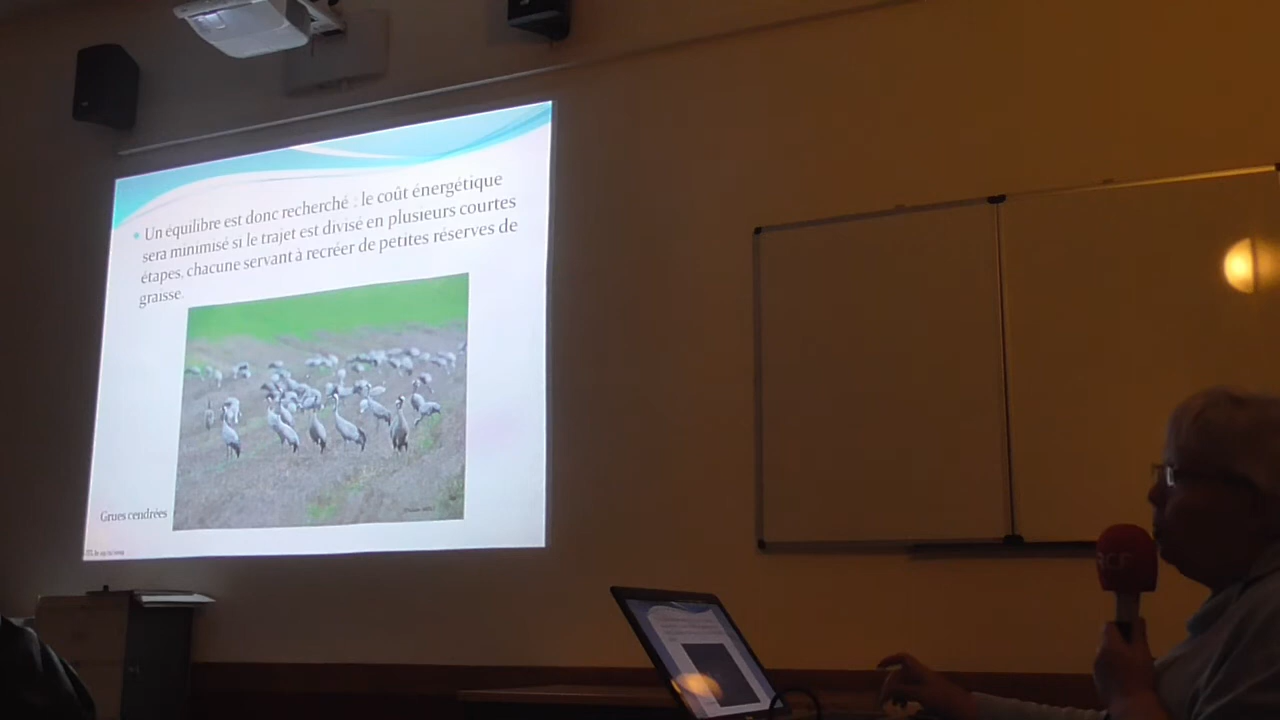 Un équilibre est donc recherché : le coût énergétique
sera minimisé si le trajet est divisé en plusieurs courtes
étapes, chacune servant à recréer de petites réserves de
graisse.
Grues cendrées